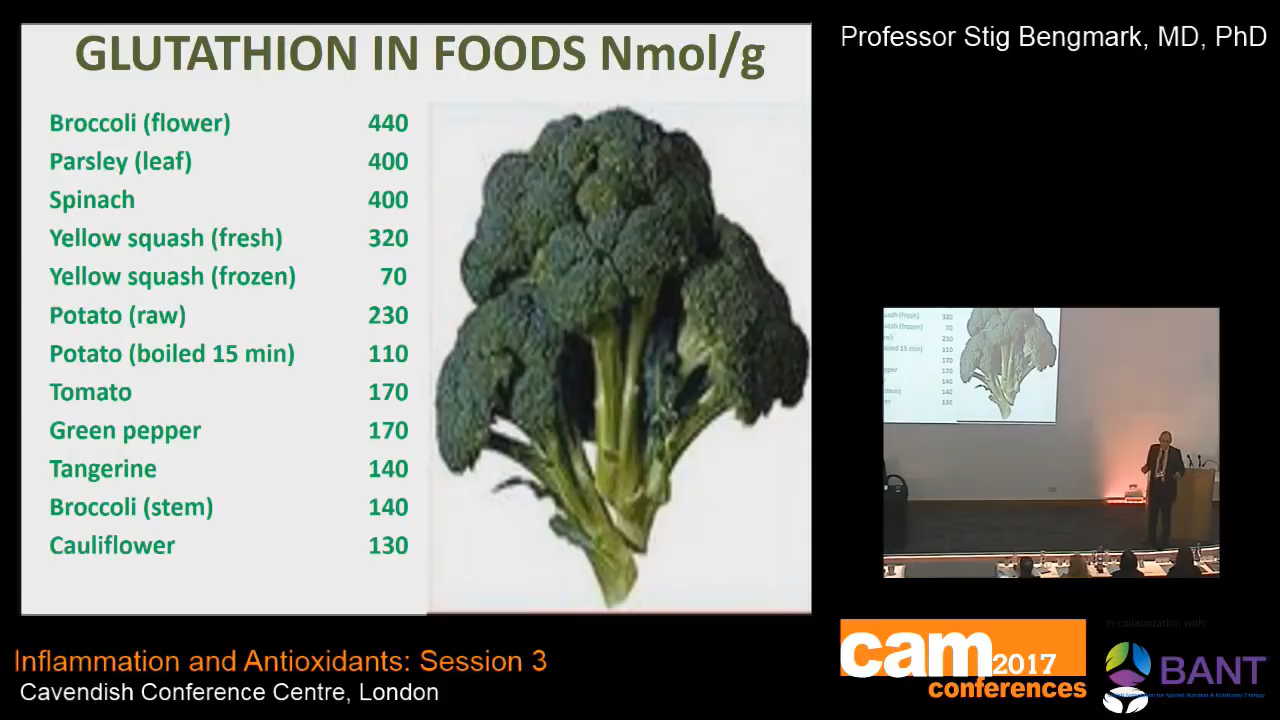 GLUTATHION IN FOODS Nmol/g
Broccoli (flower) 440
Parsley (leaf) 400
Spinach 400
Yellow squash (fresh) 320
Yellow squash (frozen) 70
Potato (raw) 230
Potato (boiled 15 min) 110
Tomato 170
Green pepper 170
Tangerine 140
Broccoli (stem) 140
Cauliflower 130
Professor Stig Bengmark, MD, PhD
Inflammation and Antioxidants: Session 3
Cavendish Conference Centre, London
cam 2017
conferences
In collaboration with:
BANT